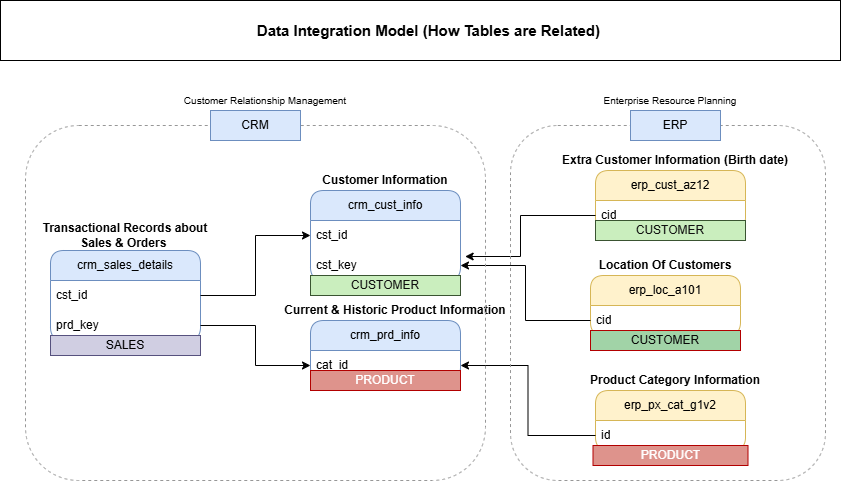 Data Integration Model (How Tables are Related)
Customer Relationship Management
CRM
Enterprise Resource Planning
ERP
Transactional Records about
Sales & Orders
crm_sales_details
cst_id
prd_key
SALES
Customer Information
crm_cust_info
cst_id
cst_key
CUSTOMER
Current & Historic Product Information
crm_prd_info
cat_id
PRODUCT
Extra Customer Information (Birth date)
erp_cust_az12
cid
CUSTOMER
Location Of Customers
erp_loc_a101
cid
CUSTOMER
Product Category Information
erp_px_cat_g1v2
id
PRODUCT